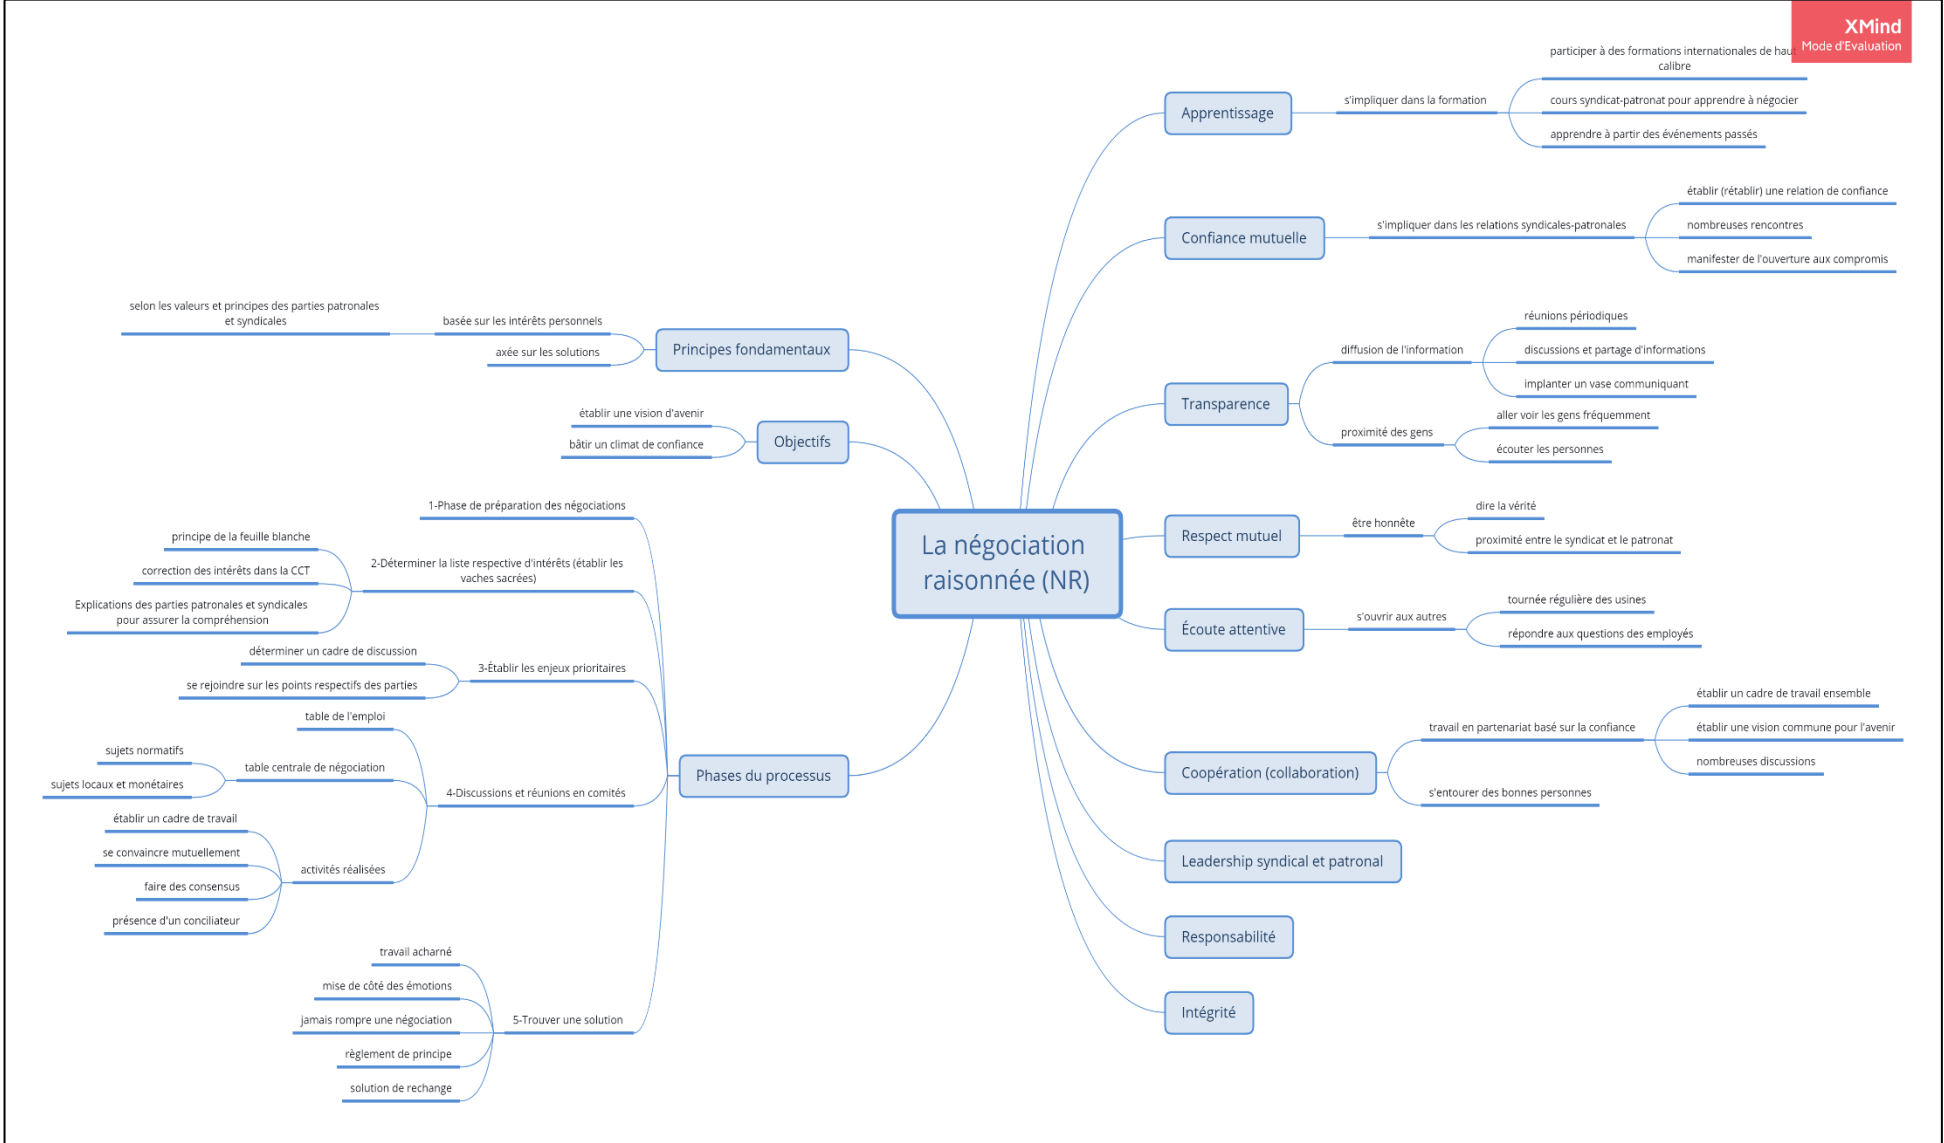 XMind
Mode d'Evaluation
La négociation
raisonnée (NR)
Apprentissage
s'impliquer dans la formation
participer à des formations internationales de haut
calibre
cours syndicat-patronat pour apprendre à négocier
apprendre à partir des événements passés
Confiance mutuelle
s'impliquer dans les relations syndicales-patronales
établir (rétablir) une relation de confiance
nombreuses rencontres
manifester de l'ouverture aux compromis
Transparence
diffusion de l'information
réunions périodiques
discussions et partage d'informations
implanter un vase communiquant
proximité des gens
aller voir les gens fréquemment
écouter les personnes
Respect mutuel
être honnête
dire la vérité
proximité entre le syndicat et le patronat
Écoute attentive
s'ouvrir aux autres
tournée régulière des usines
répondre aux questions des employés
Coopération (collaboration)
travail en partenariat basé sur la confiance
établir un cadre de travail ensemble
établir une vision commune pour l'avenir
nombreuses discussions
s'entourer des bonnes personnes
Leadership syndical et patronal
Responsabilité
Intégrité
Principes fondamentaux
basée sur les intérêts personnels
selon les valeurs et principes des parties patronales
et syndicales
axée sur les solutions
Objectifs
établir une vision d'avenir
bâtir un climat de confiance
Phases du processus
1-Phase de préparation des négociations
2-Déterminer la liste respective d'intérêts (établir les
vaches sacrées)
principe de la feuille blanche
correction des intérêts dans la CCT
Explications des parties patronales et syndicales
pour assurer la compréhension
3-Établir les enjeux prioritaires
déterminer un cadre de discussion
se rejoindre sur les points respectifs des parties
4-Discussions et réunions en comités
table de l'emploi
table centrale de négociation
sujets normatifs
sujets locaux et monétaires
activités réalisées
établir un cadre de travail
se convaincre mutuellement
faire des consensus
présence d'un conciliateur
5-Trouver une solution
travail acharné
mise de côté des émotions
jamais rompre une négociation
règlement de principe
solution de rechange